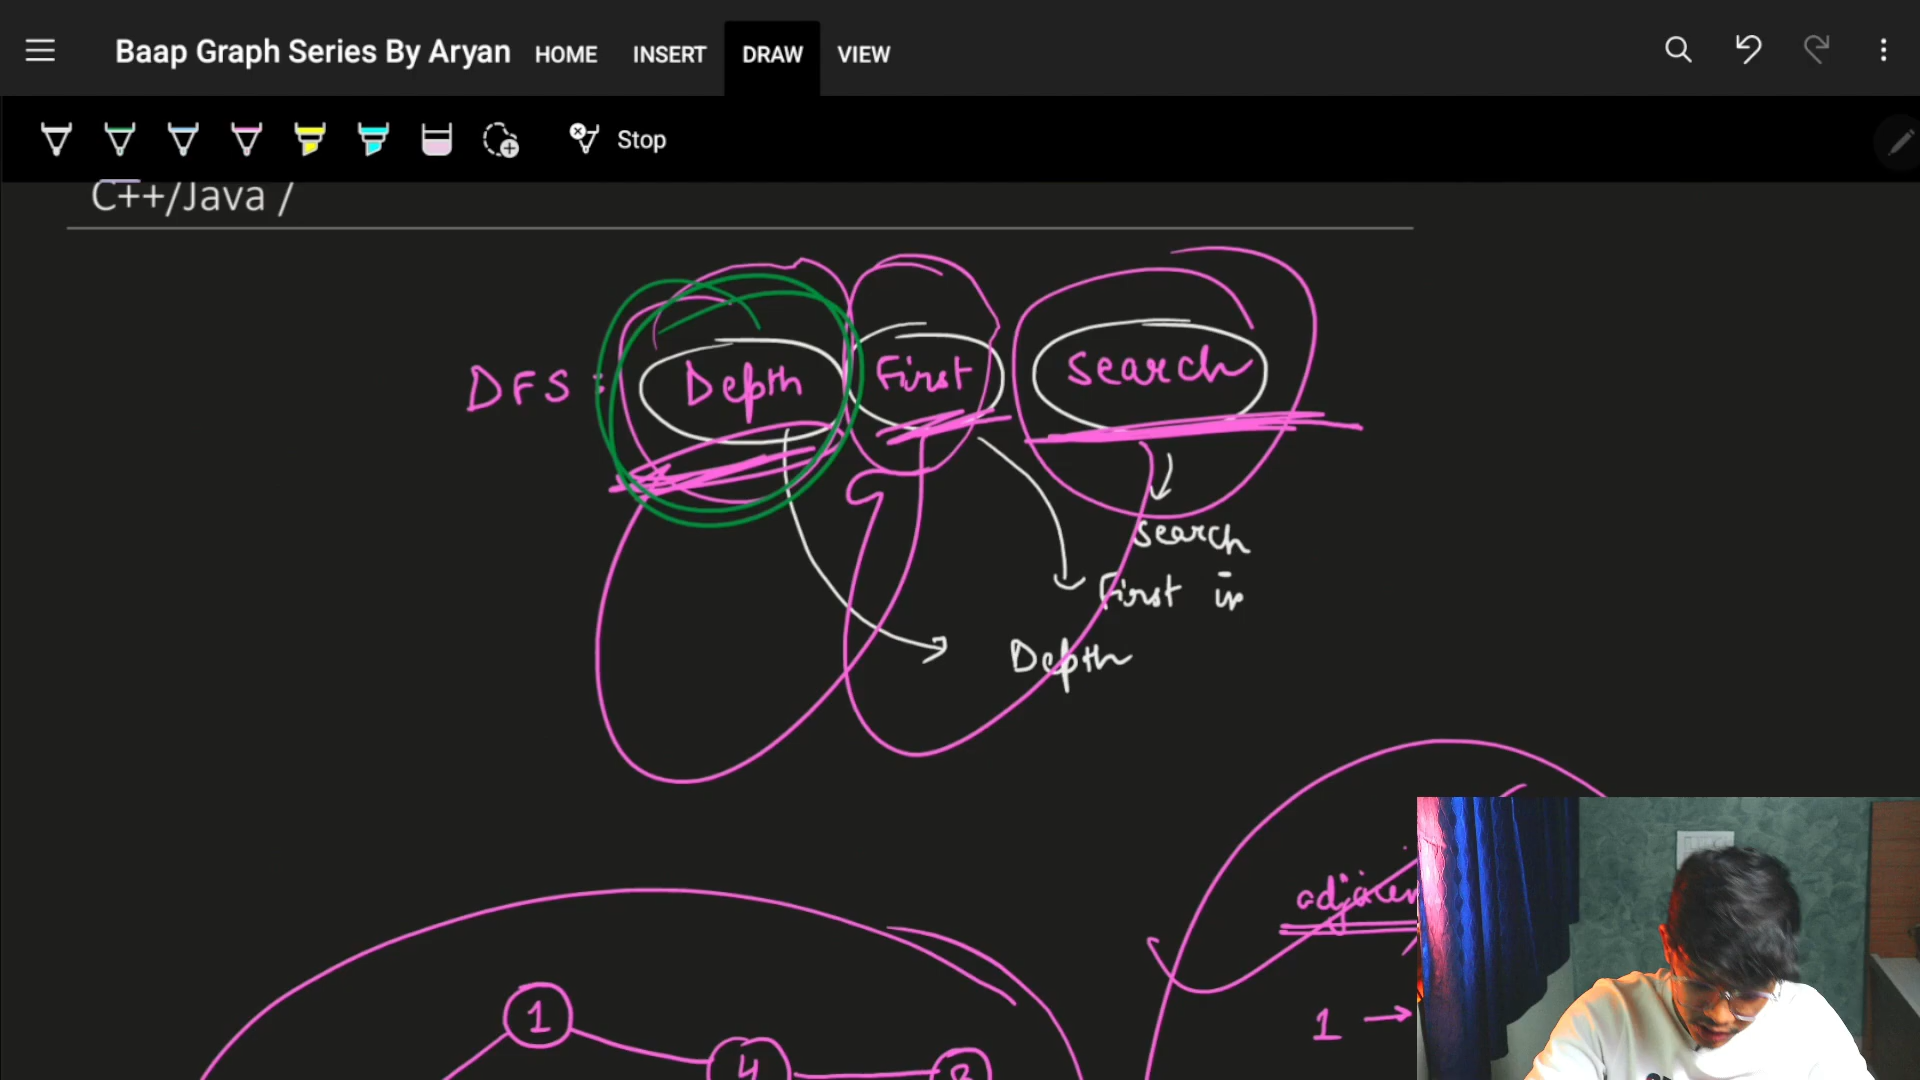 Baap Graph Series By Aryan HOME INSERT DRAW VIEW
Stop
C++/Java /
DFS : Depth First Search
Search
First in
Depth
1
4
1 →